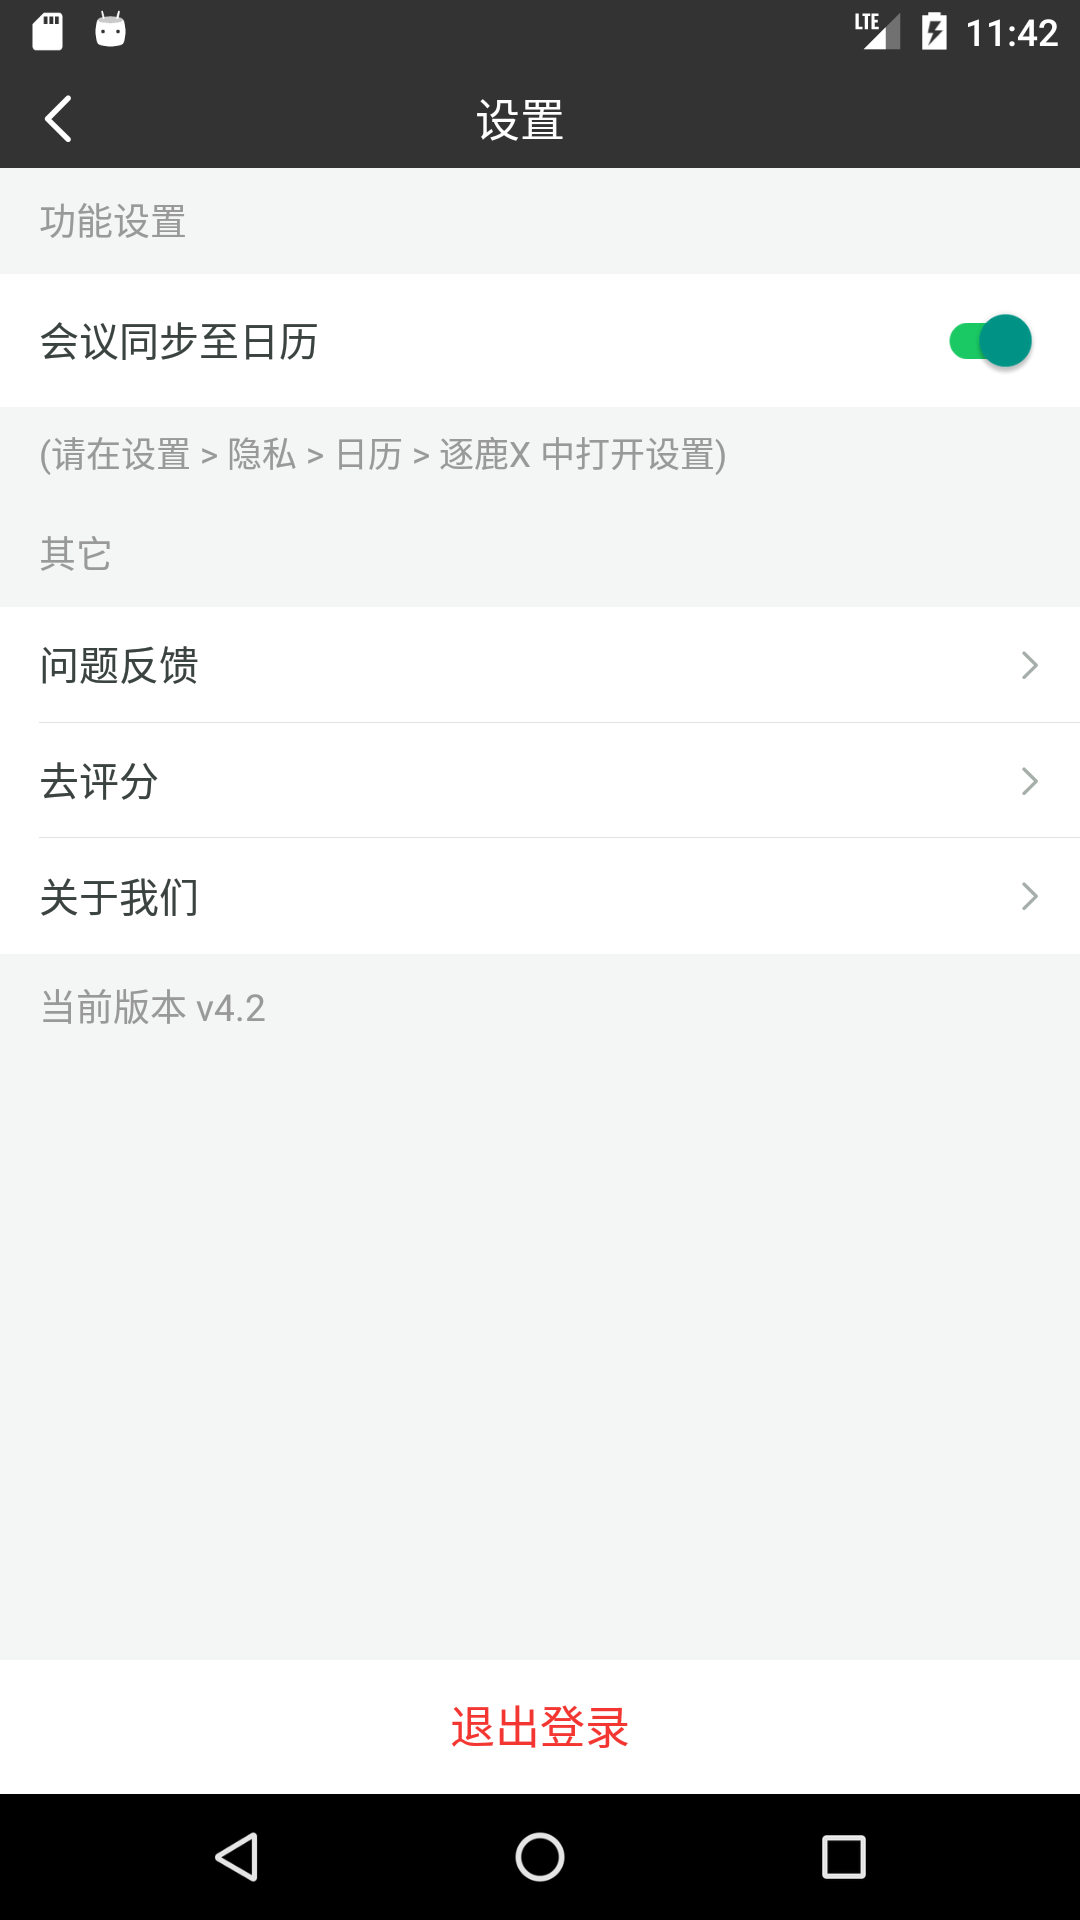 LTE 11:42
设置
功能设置
会议同步至日历
(请在设置 > 隐私 > 日历 > 逐鹿X 中打开设置)
其它
问题反馈
去评分
关于我们
当前版本 v4.2
退出登录